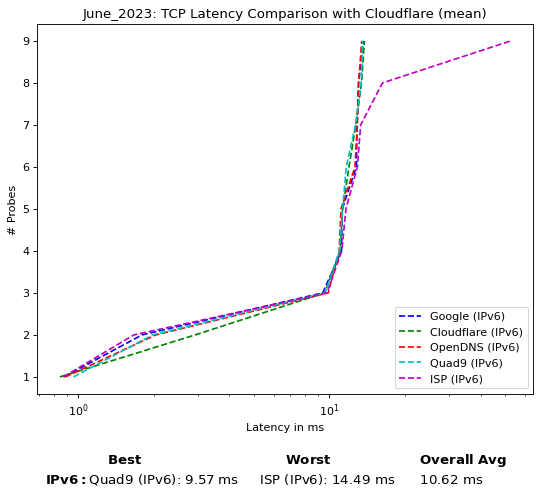 June_2023: TCP Latency Comparison with Cloudflare (mean)
9
8
7
6
5
4
3
2
1
# Probes
Google (IPv6)
Cloudflare (IPv6)
OpenDNS (IPv6)
Quad9 (IPv6)
ISP (IPv6)
10⁰ 10¹
Latency in ms
Best Worst Overall Avg
IPv6: Quad9 (IPv6): 9.57 ms ISP (IPv6): 14.49 ms 10.62 ms